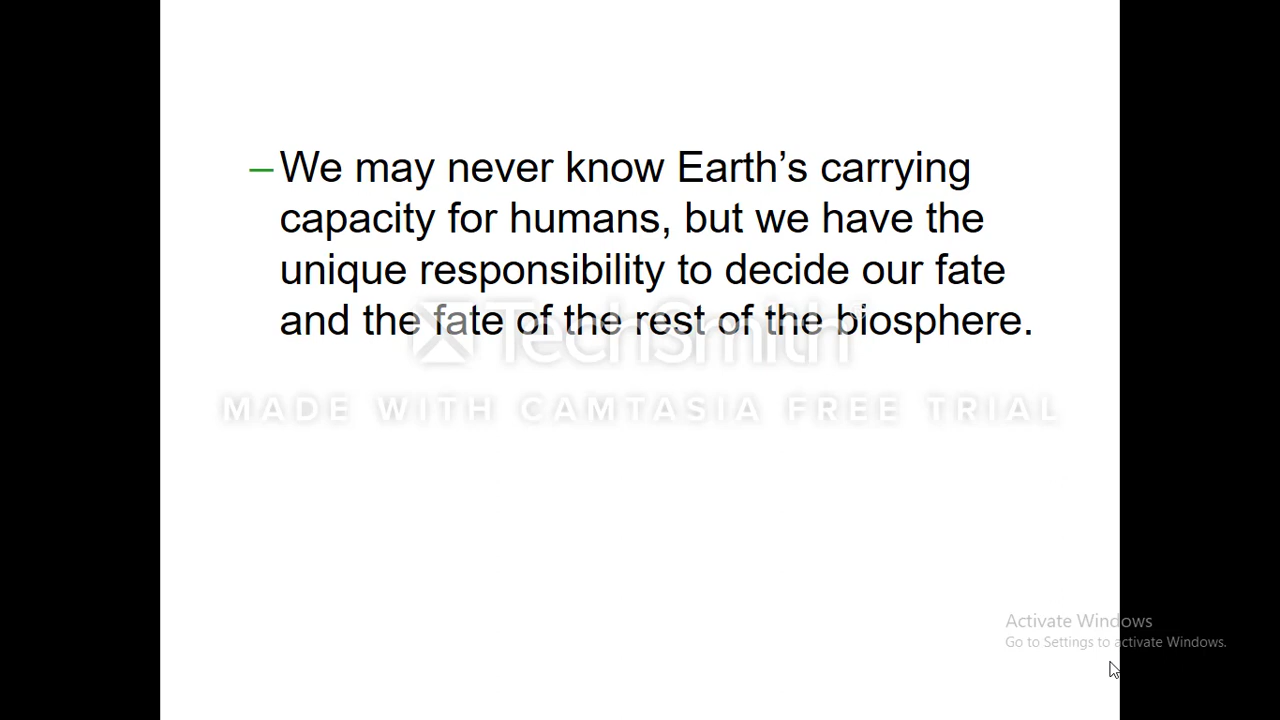 –We may never know Earth’s carrying
capacity for humans, but we have the
unique responsibility to decide our fate
and the fate of the rest of the biosphere.
TechSmith
MADE WITH CAMTASIA FREE TRIAL
Activate Windows
Go to Settings to activate Windows.